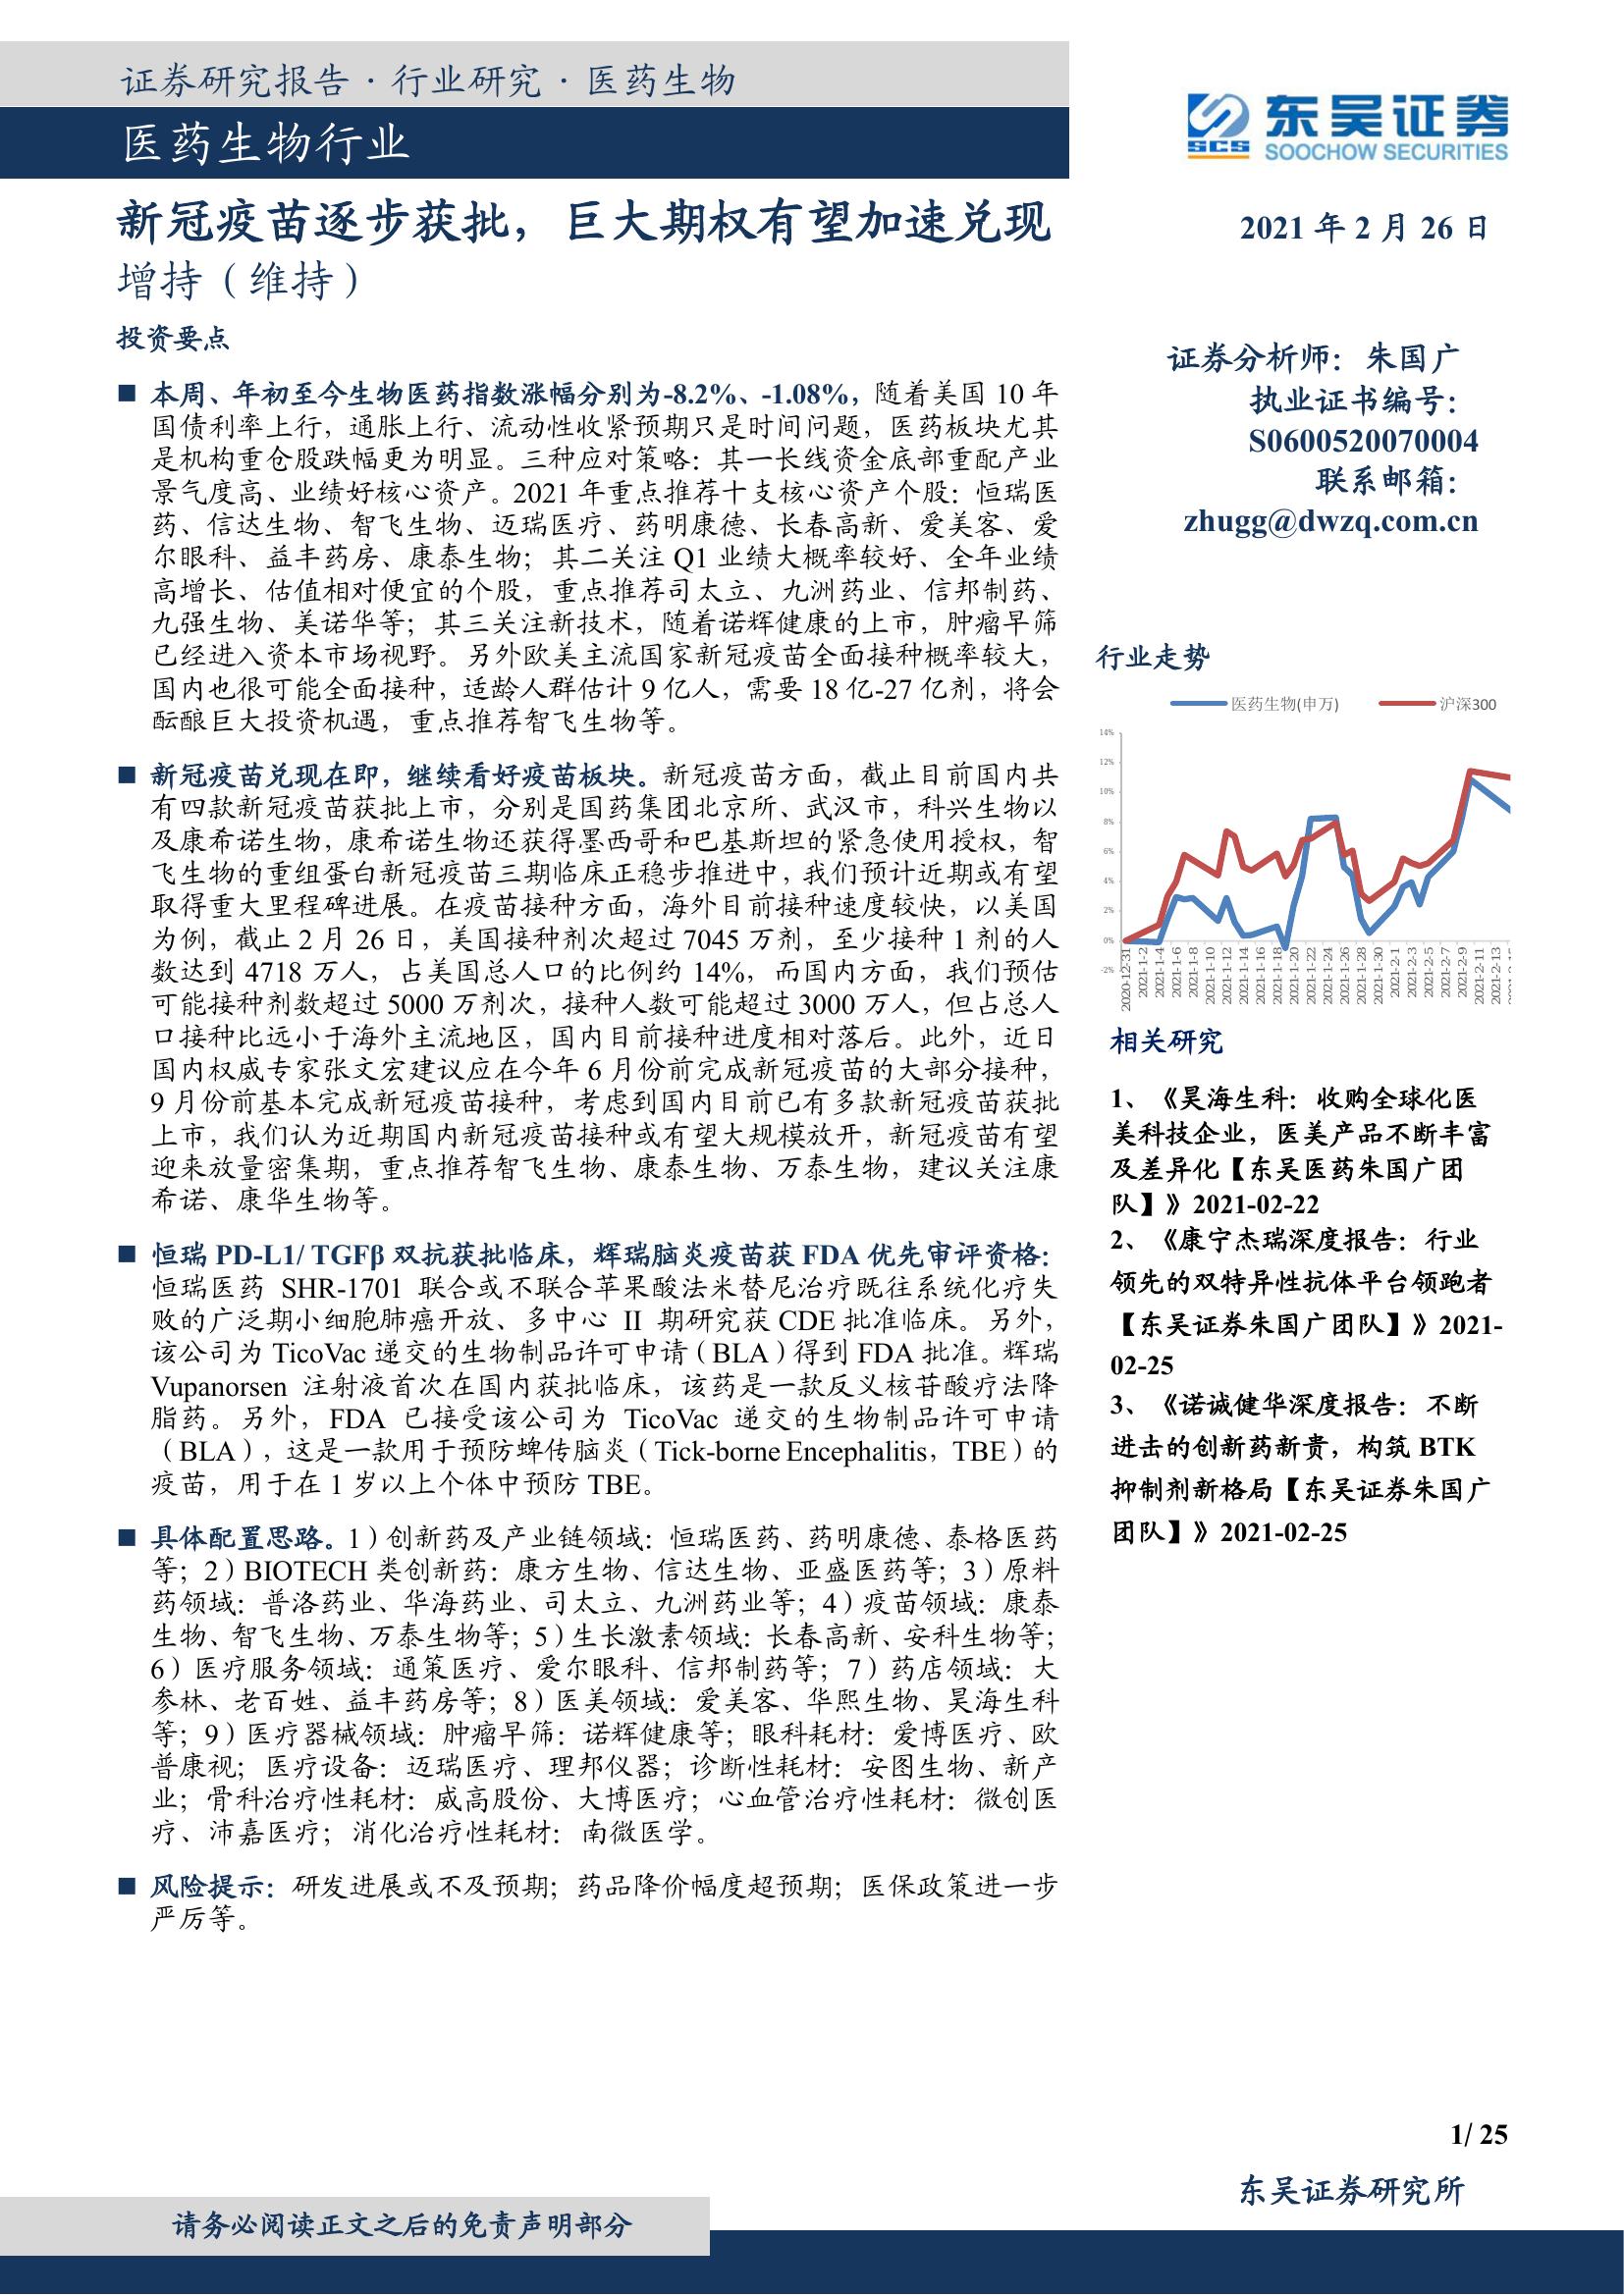 证券研究报告·行业研究·医药生物
医药生物行业
东吴证券
SCS
SOOCHOW SECURITIES
新冠疫苗逐步获批，巨大期权有望加速兑现
增持（维持）
2021 年 2 月 26 日
投资要点
■ 本周、年初至今生物医药指数涨幅分别为-8.2%、-1.08%，随着美国 10 年
国债利率上行，通胀上行、流动性收紧预期只是时间问题，医药板块尤其
是机构重仓股跌幅更为明显。三种应对策略：其一长线资金底部重配产业
景气度高、业绩好核心资产。2021 年重点推荐十支核心资产个股：恒瑞医
药、信达生物、智飞生物、迈瑞医疗、药明康德、长春高新、爱美客、爱
尔眼科、益丰药房、康泰生物；其二关注 Q1 业绩大概率较好、全年业绩
高增长、估值相对便宜的个股，重点推荐司太立、九洲药业、信邦制药、
九强生物、美诺华等；其三关注新技术，随着诺辉健康的上市，肿瘤早筛
已经进入资本市场视野。另外欧美主流国家新冠疫苗全面接种概率较大，
国内也很可能全面接种，适龄人群估计 9 亿人，需要 18 亿-27 亿剂，将会
酝酿巨大投资机遇，重点推荐智飞生物等。
■ 新冠疫苗兑现在即，继续看好疫苗板块。新冠疫苗方面，截止目前国内共
有四款新冠疫苗获批上市，分别是国药集团北京所、武汉市，科兴生物以
及康希诺生物，康希诺生物还获得墨西哥和巴基斯坦的紧急使用授权，智
飞生物的重组蛋白新冠疫苗三期临床正稳步推进中，我们预计近期或有望
取得重大里程碑进展。在疫苗接种方面，海外目前接种速度较快，以美国
为例，截止 2 月 26 日，美国接种剂次超过 7045 万剂，至少接种 1 剂的人
数达到 4718 万人，占美国总人口的比例约 14%，而国内方面，我们预估
可能接种剂数超过 5000 万剂次，接种人数可能超过 3000 万人，但占总人
口接种比远小于海外主流地区，国内目前接种进度相对落后。此外，近日
国内权威专家张文宏建议应在今年 6 月份前完成新冠疫苗的大部分接种，
9 月份前基本完成新冠疫苗接种，考虑到国内目前已有多款新冠疫苗获批
上市，我们认为近期国内新冠疫苗接种或有望大规模放开，新冠疫苗有望
迎来放量密集期，重点推荐智飞生物、康泰生物、万泰生物，建议关注康
希诺、康华生物等。
■ 恒瑞 PD-L1/ TGFβ 双抗获批临床，辉瑞脑炎疫苗获 FDA 优先审评资格：
恒瑞医药 SHR-1701 联合或不联合苹果酸法米替尼治疗既往系统化疗失
败的广泛期小细胞肺癌开放、多中心 II 期研究获 CDE 批准临床。另外，
该公司为 TicoVac 递交的生物制品许可申请（BLA）得到 FDA 批准。辉瑞
Vupanorsen 注射液首次在国内获批临床，该药是一款反义核苷酸疗法降
脂药。另外，FDA 已接受该公司为 TicoVac 递交的生物制品许可申请
（BLA），这是一款用于预防蜱传脑炎（Tick-borne Encephalitis，TBE）的
疫苗，用于在 1 岁以上个体中预防 TBE。
■ 具体配置思路。1）创新药及产业链领域：恒瑞医药、药明康德、泰格医药
等；2）BIOTECH 类创新药：康方生物、信达生物、亚盛医药等；3）原料
药领域：普洛药业、华海药业、司太立、九洲药业等；4）疫苗领域：康泰
生物、智飞生物、万泰生物等；5）生长激素领域：长春高新、安科生物等；
6）医疗服务领域：通策医疗、爱尔眼科、信邦制药等；7）药店领域：大
参林、老百姓、益丰药房等；8）医美领域：爱美客、华熙生物、昊海生科
等；9）医疗器械领域：肿瘤早筛：诺辉健康等；眼科耗材：爱博医疗、欧
普康视；医疗设备：迈瑞医疗、理邦仪器；诊断性耗材：安图生物、新产
业；骨科治疗性耗材：威高股份、大博医疗；心血管治疗性耗材：微创医
疗、沛嘉医疗；消化治疗性耗材：南微医学。
■ 风险提示：研发进展或不及预期；药品降价幅度超预期；医保政策进一步
严厉等。
证券分析师：朱国广
执业证书编号：
S0600520070004
联系邮箱：
zhugg@dwzq.com.cn
行业走势
医药生物(申万) 沪深300
14%
12%
10%
8%
6%
4%
2%
0%
-2%
2020-12-31
2021-1-2
2021-1-4
2021-1-6
2021-1-8
2021-1-10
2021-1-12
2021-1-14
2021-1-16
2021-1-18
2021-1-20
2021-1-22
2021-1-24
2021-1-26
2021-1-28
2021-1-30
2021-2-1
2021-2-3
2021-2-5
2021-2-7
2021-2-9
2021-2-11
2021-2-13
相关研究
1、《昊海生科：收购全球化医
美科技企业，医美产品不断丰富
及差异化【东吴医药朱国广团
队】》2021-02-22
2、《康宁杰瑞深度报告：行业
领先的双特异性抗体平台领跑者
【东吴证券朱国广团队】》2021-
02-25
3、《诺诚健华深度报告：不断
进去的创新药新贵，构筑 BTK
抑制剂新格局【东吴证券朱国广
团队】》2021-02-25
1/ 25
东吴证券研究所
请务必阅读正文之后的免责声明部分